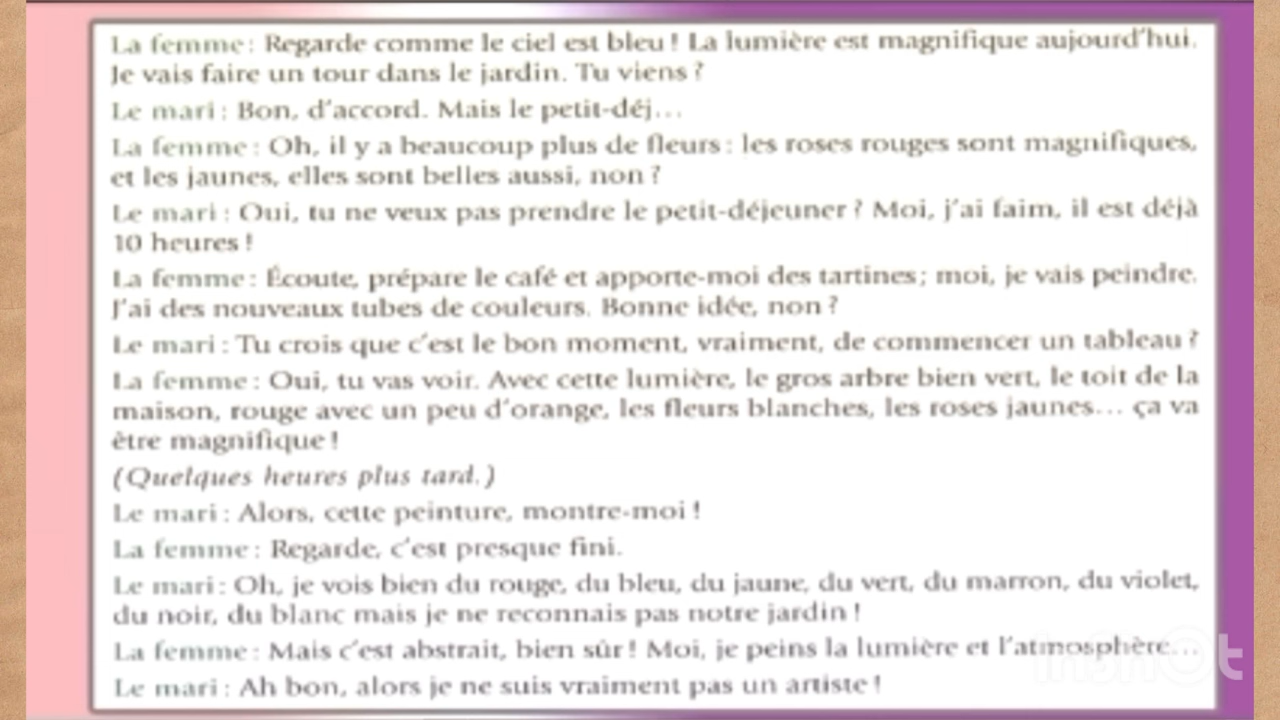 La femme : Regarde comme le ciel est bleu ! La lumière est magnifique aujourd'hui.
Je vais faire un tour dans le jardin. Tu viens ?
Le mari : Bon, d'accord. Mais le petit-déj…
La femme : Oh, il y a beaucoup plus de fleurs : les roses rouges sont magnifiques,
et les jaunes, elles sont belles aussi, non ?
Le mari : Oui, tu ne veux pas prendre le petit-déjeuner ? Moi, j'ai faim, il est déjà
10 heures !
La femme : Écoute, prépare le café et apporte-moi des tartines ; moi, je vais peindre.
J'ai des nouveaux tubes de couleurs. Bonne idée, non ?
Le mari : Tu crois que c'est le bon moment, vraiment, de commencer un tableau ?
La femme : Oui, tu vas voir. Avec cette lumière, le gros arbre bien vert, le toit de la
maison, rouge avec un peu d'orange, les fleurs blanches, les roses jaunes… ça va
être magnifique !
(Quelques heures plus tard.)
Le mari : Alors, cette peinture, montre-moi !
La femme : Regarde, c'est presque fini.
Le mari : Oh, je vois bien du rouge, du bleu, du jaune, du vert, du marron, du violet,
du noir, du blanc mais je ne reconnais pas notre jardin !
La femme : Mais c'est abstrait, bien sûr ! Moi, je peins la lumière et l'atmosphère…
Le mari : Ah bon, alors je ne suis vraiment pas un artiste !
InShOt